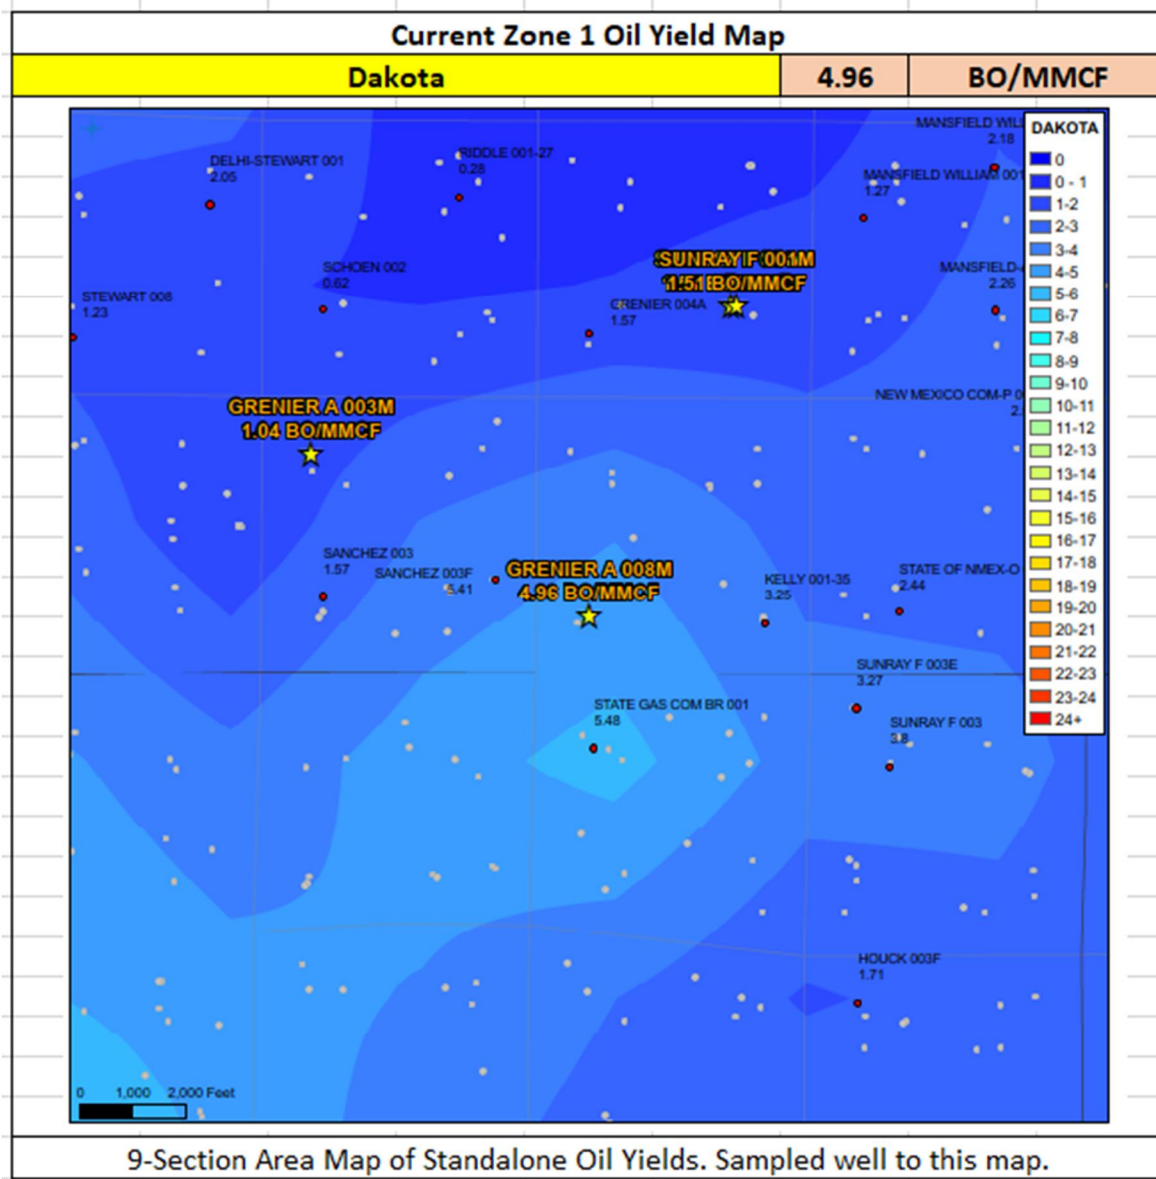 Current Zone 1 Oil Yield Map
Dakota 4.96 BO/MMCF
MANSFIELD WILL
2.18
DELHI-STEWART 001
2.05
RIDDLE 001-27
0.28
MANSFIELD WILLIAM 001
1.27
SUNRAY F 001M
1.51 BO/MMCF
SCHOEN 002
0.62
MANSFIELD-
2.26
STEWART 008
1.23
GRENIER 004A
1.57
GRENIER A 003M
1.04 BO/MMCF
NEW MEXICO COM-P 0
2.
SANCHEZ 003
1.57
SANCHEZ 003F
GRENIER A 008M
4.96 BO/MMCF
KELLY 001-35
3.25
STATE OF NMEX-O
2.44
SUNRAY F 003E
3.27
STATE GAS COM BR 001
5.48
SUNRAY F 003
3.8
HOUCK 003F
1.71
DAKOTA
0
0 - 1
1-2
2-3
3-4
4-5
5-6
6-7
7-8
8-9
9-10
10-11
11-12
12-13
13-14
14-15
15-16
16-17
17-18
18-19
19-20
20-21
21-22
22-23
23-24
24+
0 1,000 2,000 Feet
9-Section Area Map of Standalone Oil Yields. Sampled well to this map.